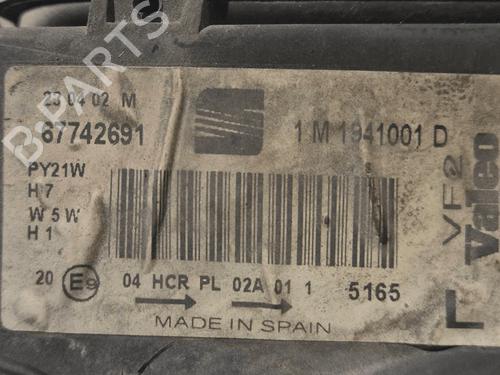 B-PARTS
23 04 02 M
67742691
1 M 1941001 D
PY21W
H 7
W 5 W
H 1
20 E9 04 HCR PL 02A 01 1 5165
MADE IN SPAIN
L
VF2
Valeo